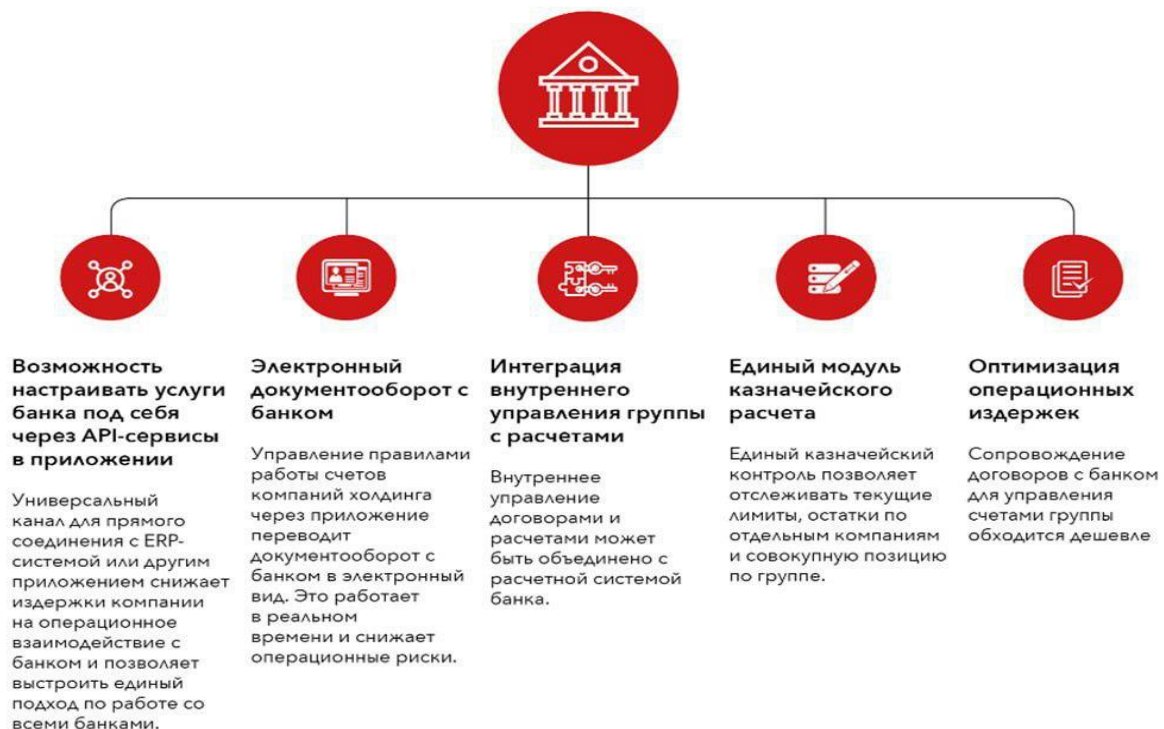 Возможность
настраивать услуги
банка под себя
через API-сервисы
в приложении
Универсальный
канал для прямого
соединения с ERP-
системой или другим
приложением снижает
издержки компании
на операционное
взаимодействие с
банком и позволяет
выстроить единый
подход по работе со
всеми банками.
Электронный
документооборот с
банком
Управление правилами
работы счетов
компаний холдинга
через приложение
переводит
документооборот с
банком в электронный
вид. Это работает
в реальном
времени и снижает
операционные риски.
Интеграция
внутреннего
управления группы
с расчетами
Внутреннее
управление
договорами и
расчетами может
быть объединено с
расчетной системой
банка.
Единый модуль
казначейского
расчета
Единый казначейский
контроль позволяет
отслеживать текущие
лимиты, остатки по
отдельным компаниям
и совокупную позицию
по группе.
Оптимизация
операционных
издержек
Сопровождение
договоров с банком
для управления
счетами группы
обходится дешевле